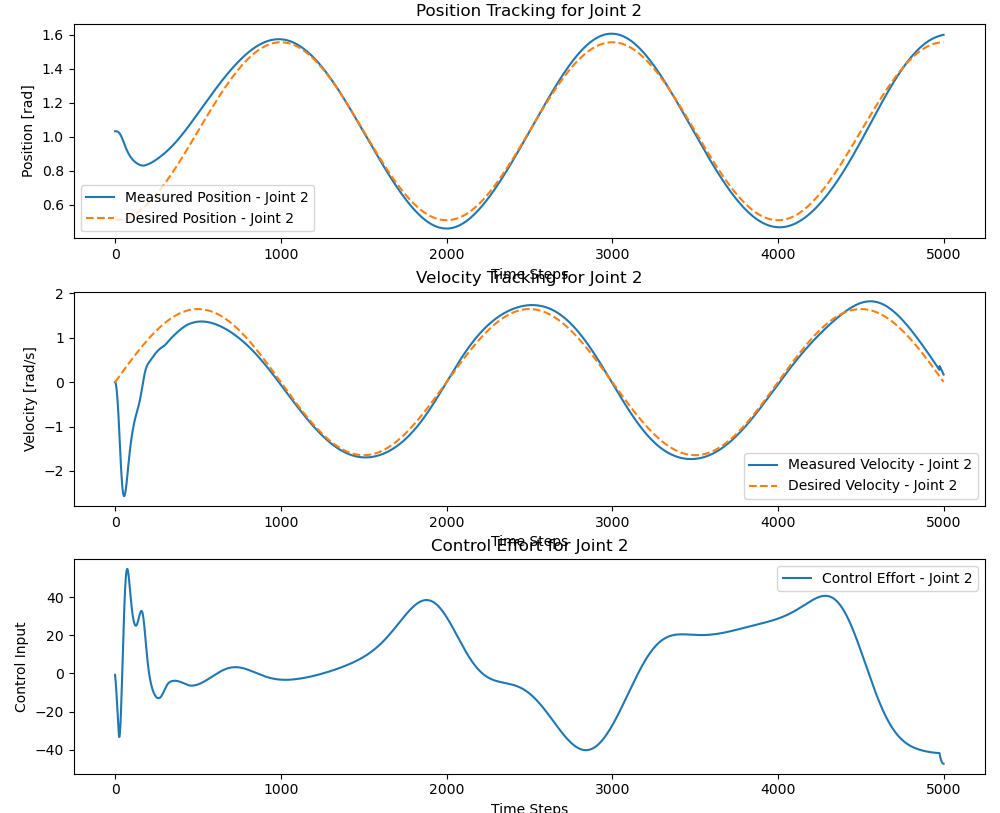 Position Tracking for Joint 2
1.6
1.4
1.2
1.0
0.8
0.6
Position [rad]
Measured Position - Joint 2
Desired Position - Joint 2
0 1000 2000 3000 4000 5000
Time Steps
Velocity Tracking for Joint 2
2
1
0
−1
−2
Velocity [rad/s]
Measured Velocity - Joint 2
Desired Velocity - Joint 2
0 1000 2000 3000 4000 5000
Time Steps
Control Effort for Joint 2
40
20
0
−20
−40
Control Input
Control Effort - Joint 2
0 1000 2000 3000 4000 5000
Time Steps